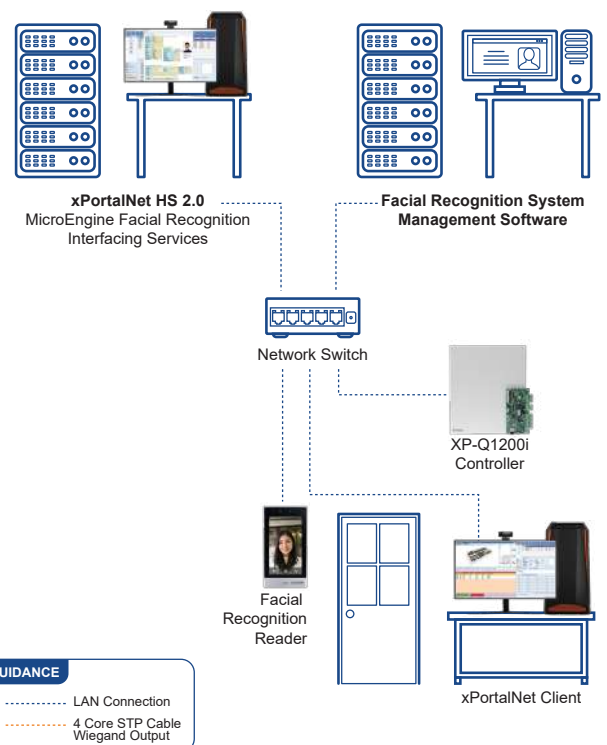 xPortalNet HS 2.0
MicroEngine Facial Recognition
Interfacing Services
Facial Recognition System
Management Software
Network Switch
XP-Q1200i
Controller
Facial
Recognition
Reader
xPortalNet Client
UIDANCE
LAN Connection
4 Core STP Cable
Wiegand Output